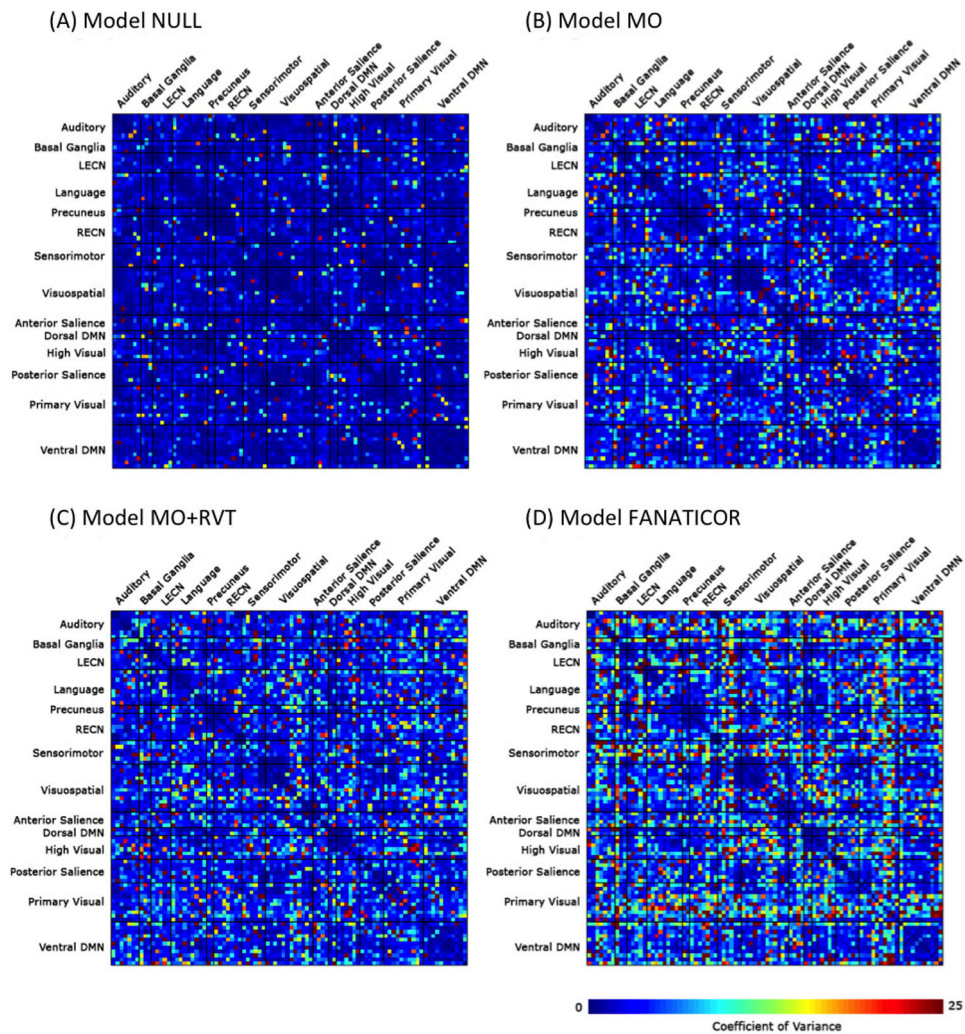 (A) Model NULL
Auditory
Basal Ganglia
LECN
Language
Precuneus
RECN
Sensorimotor
Visuospatial
Anterior Salience
Dorsal DMN
High Visual
Posterior Salience
Primary Visual
Ventral DMN
Auditory
Basal Ganglia
LECN
Language
Precuneus
RECN
Sensorimotor
Visuospatial
Anterior Salience
Dorsal DMN
High Visual
Posterior Salience
Primary Visual
Ventral DMN
(B) Model MO
Auditory
Basal Ganglia
LECN
Language
Precuneus
RECN
Sensorimotor
Visuospatial
Anterior Salience
Dorsal DMN
High Visual
Posterior Salience
Primary Visual
Ventral DMN
Auditory
Basal Ganglia
LECN
Language
Precuneus
RECN
Sensorimotor
Visuospatial
Anterior Salience
Dorsal DMN
High Visual
Posterior Salience
Primary Visual
Ventral DMN
(C) Model MO+RVT
Auditory
Basal Ganglia
LECN
Language
Precuneus
RECN
Sensorimotor
Visuospatial
Anterior Salience
Dorsal DMN
High Visual
Posterior Salience
Primary Visual
Ventral DMN
Auditory
Basal Ganglia
LECN
Language
Precuneus
RECN
Sensorimotor
Visuospatial
Anterior Salience
Dorsal DMN
High Visual
Posterior Salience
Primary Visual
Ventral DMN
(D) Model FANATICOR
Auditory
Basal Ganglia
LECN
Language
Precuneus
RECN
Sensorimotor
Visuospatial
Anterior Salience
Dorsal DMN
High Visual
Posterior Salience
Primary Visual
Ventral DMN
Auditory
Basal Ganglia
LECN
Language
Precuneus
RECN
Sensorimotor
Visuospatial
Anterior Salience
Dorsal DMN
High Visual
Posterior Salience
Primary Visual
Ventral DMN
0 25
Coefficient of Variance